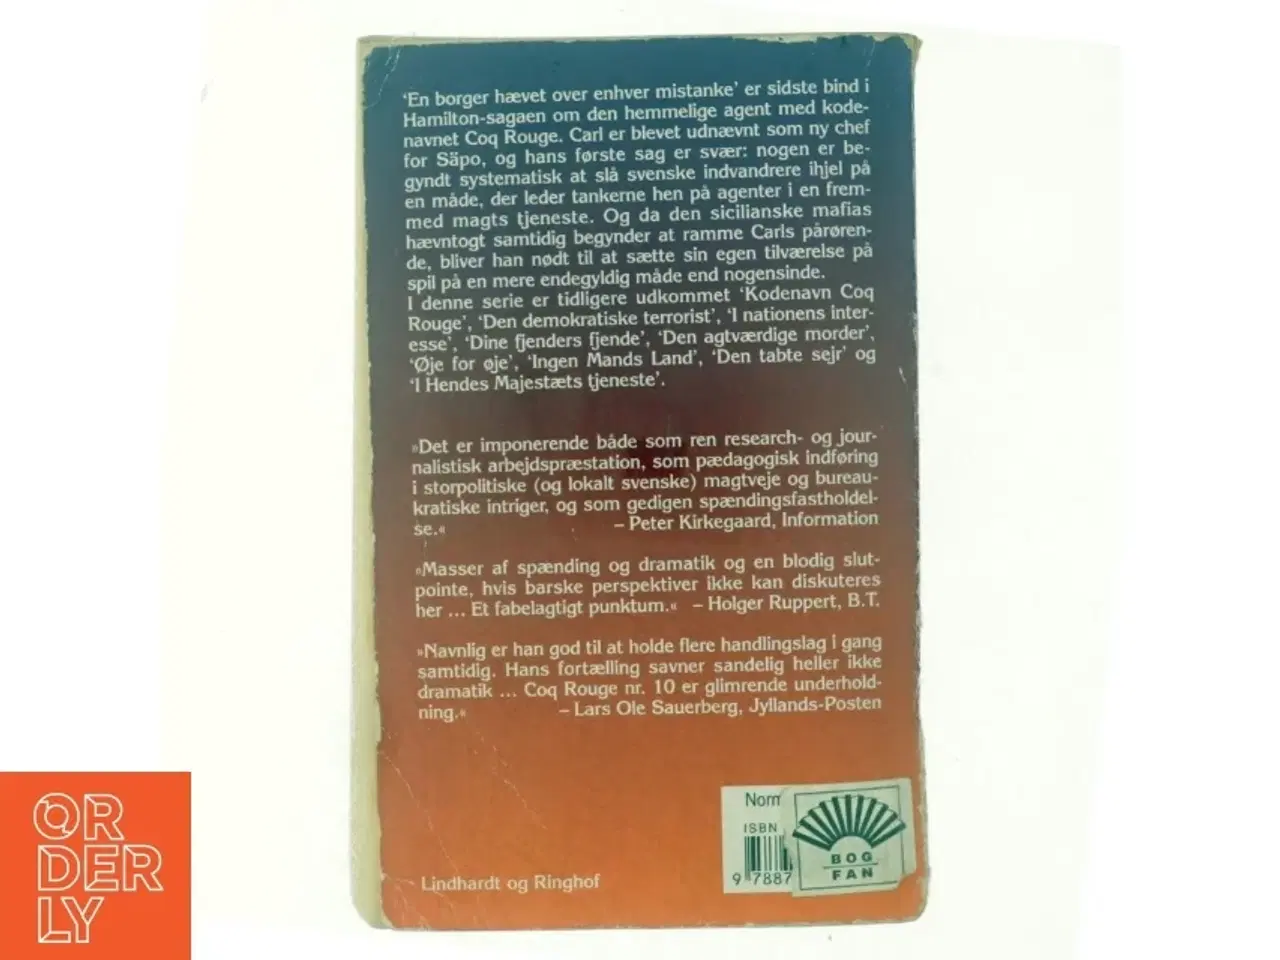 'En borger hævet over enhver mistanke' er sidste bind i
Hamilton-sagaen om den hemmelige agent med kode-
navnet Coq Rouge. Carl er blevet udnævnt som ny chef
for Säpo, og hans første sag er svær: nogen er be-
gyndt systematisk at slå svenske indvandrere ihjel på
en måde, der leder tankerne hen på agenter i en frem-
med magts tjeneste. Og da den sicilianske mafias
hævntogt samtidig begynder at ramme Carls pårøren-
de, bliver han nødt til at sætte sin egen tilværelse på
spil på en mere endegyldig måde end nogensinde.
I denne serie er tidligere udkommet 'Kodenavn Coq
Rouge', 'Den demokratiske terrorist', 'I nationens inter-
esse', 'Dine fjenders fjende', 'Den agtværdige morder',
'Øje for øje', 'Ingen Mands Land', 'Den tabte sejr' og
'I Hendes Majestæts tjeneste'.
»Det er imponerende både som ren research- og jour-
nalistisk arbejdspræstation, som pædagogisk indføring
i storpolitiske (og lokalt svenske) magtveje og bureau-
kratiske intriger, og som gedigen spændingsfastholdel-
se.« – Peter Kirkegaard, Information
»Masser af spænding og dramatik og en blodig slut-
pointe, hvis barske perspektiver ikke kan diskuteres
her ... Et fabelagtigt punktum.« – Holger Ruppert, B.T.
»Navnlig er han god til at holde flere handlingslag i gang
samtidig. Hans fortælling savner sandelig heller ikke
dramatik ... Coq Rouge nr. 10 er glimrende underhold-
ning.« – Lars Ole Sauerberg, Jyllands-Posten
Norm
ISBN
9 7887
BOG
FAN
Lindhardt og Ringhof
OR
DER
LY